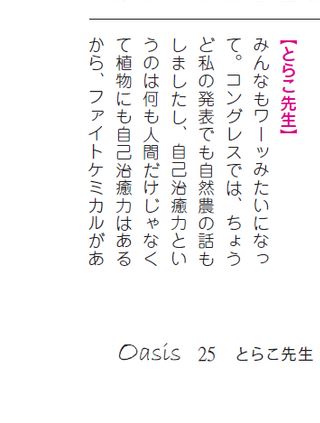 【とらこ先生】
みんなもワーッみたいになっ
て。コングレスでは、ちょう
ど私の発表でも自然農の話も
しましたし、自己治癒力とい
うのは何も人間だけじゃなく
て植物にも自己治癒力はある
から、ファイトケミカルがあ
Oasis 25 とらこ先生